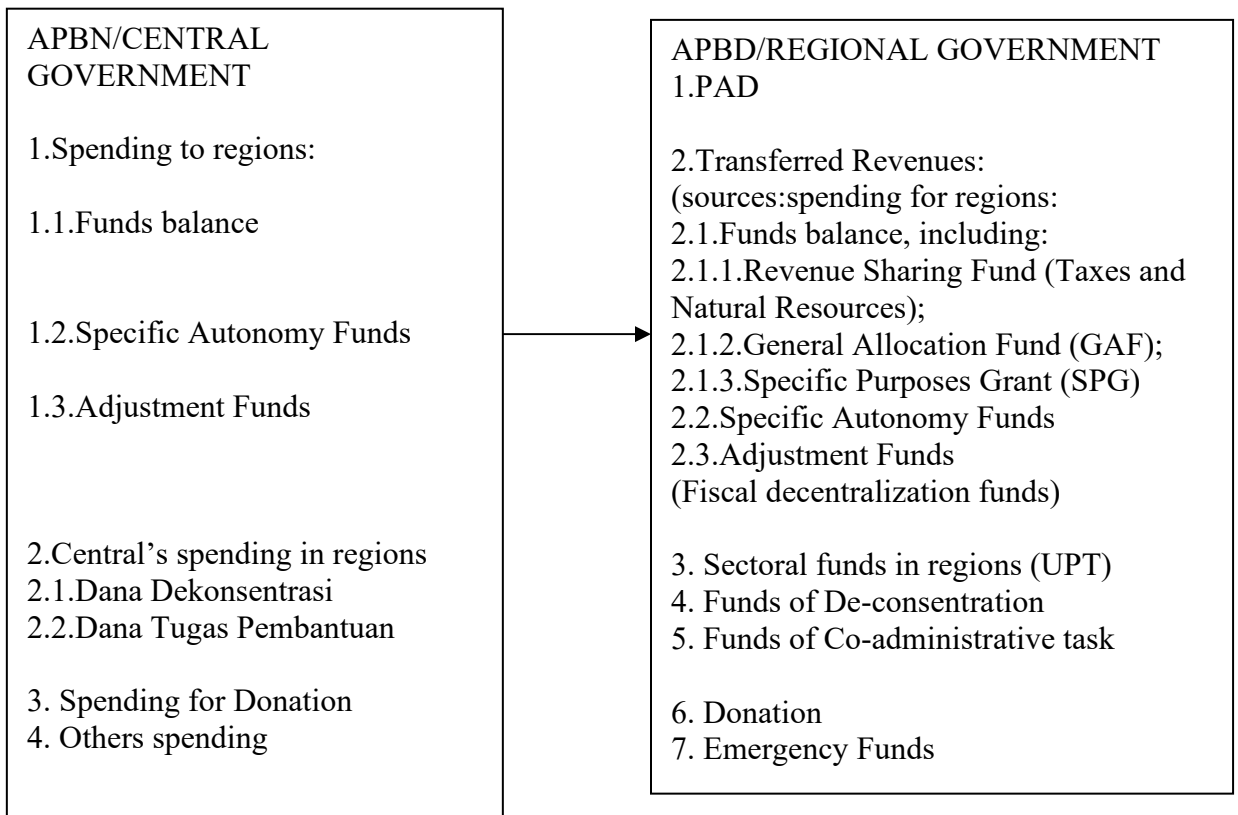 APBN/CENTRAL
GOVERNMENT
1.Spending to regions:
1.1.Funds balance
1.2.Specific Autonomy Funds
1.3.Adjustment Funds
2.Central’s spending in regions
2.1.Dana Dekonsentrasi
2.2.Dana Tugas Pembantuan
3. Spending for Donation
4. Others spending
APBD/REGIONAL GOVERNMENT
1.PAD
2.Transferred Revenues:
(sources:spending for regions:
2.1.Funds balance, including:
2.1.1.Revenue Sharing Fund (Taxes and
Natural Resources);
2.1.2.General Allocation Fund (GAF);
2.1.3.Specific Purposes Grant (SPG)
2.2.Specific Autonomy Funds
2.3.Adjustment Funds
(Fiscal decentralization funds)
3. Sectoral funds in regions (UPT)
4. Funds of De-consentration
5. Funds of Co-administrative task
6. Donation
7. Emergency Funds